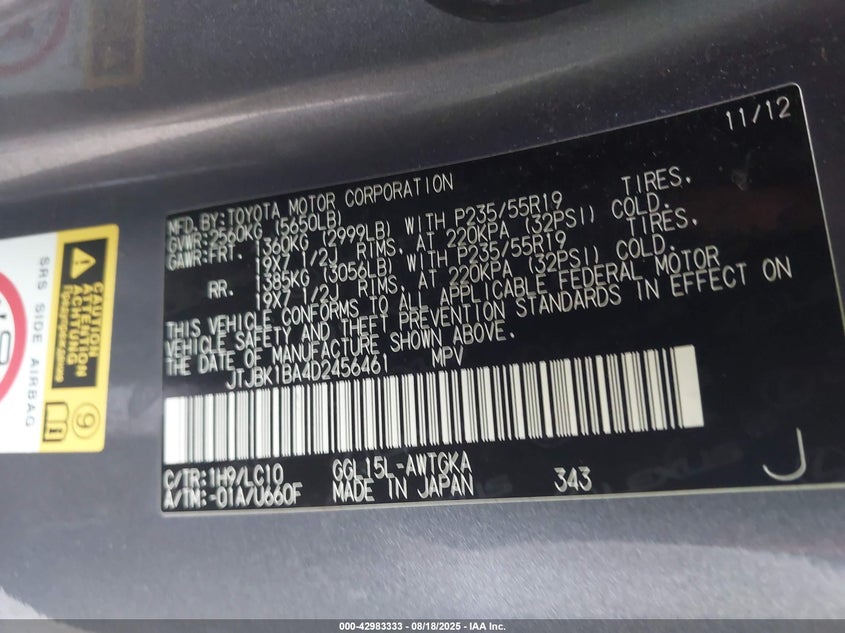 11/12
MFD.BY:TOYOTA MOTOR CORPORATION
GVWR:2560KG (5650LB)
GAWR:FRT. 1360KG (2999LB) WITH P235/55R19 TIRES,
19X7 1/2J RIMS, AT 220KPA (32PSI) COLD.
RR. 1385KG (3056LB) WITH P235/55R19 TIRES,
19X7 1/2J RIMS, AT 220KPA (32PSI) COLD.
THIS VEHICLE CONFORMS TO ALL APPLICABLE FEDERAL MOTOR
VEHICLE SAFETY AND THEFT PREVENTION STANDARDS IN EFFECT ON
THE DATE OF MANUFACTURE SHOWN ABOVE.
JTJBK1BA4D2456461 MPV
C/TR:1H9/LC10 GGL15L-AWTGKA
A/TM:-01A/U660F MADE IN JAPAN 343
J
CAUTION
ATTENTION
ACHTUNG
SRS SIDE AIRBAG
9
000-42983333 - 08/18/2025 - IAA Inc.